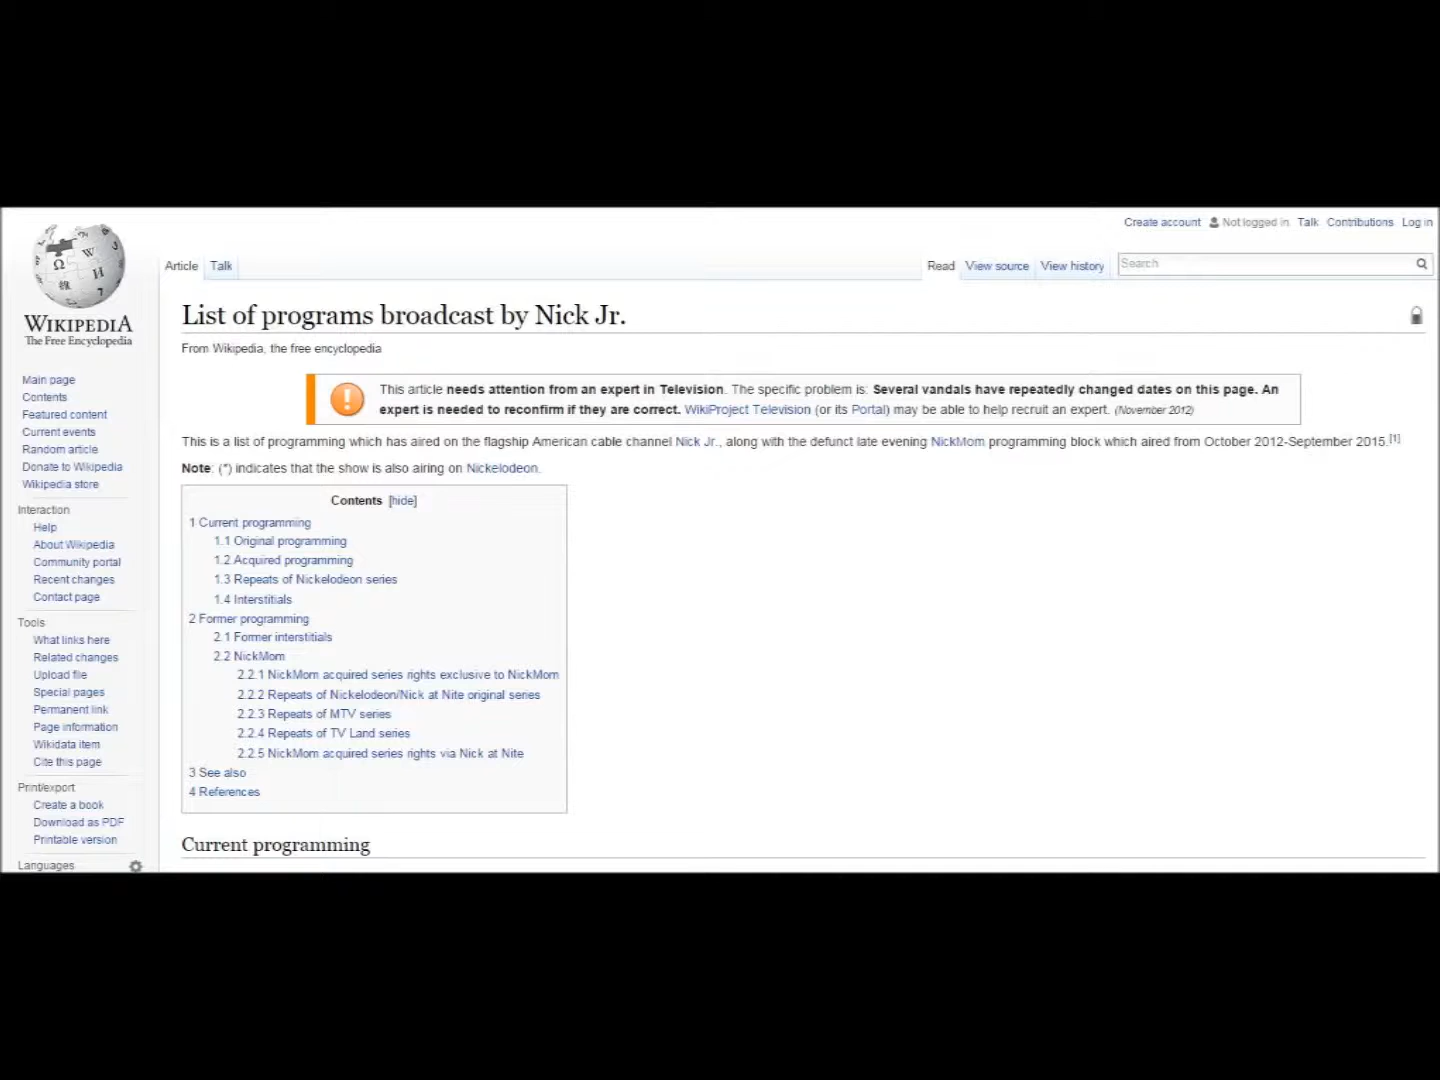 Create account Not logged in Talk Contributions Log in
Article Talk Read View source View history Search
WIKIPEDIA
The Free Encyclopedia
Main page
Contents
Featured content
Current events
Random article
Donate to Wikipedia
Wikipedia store
Interaction
Help
About Wikipedia
Community portal
Recent changes
Contact page
Tools
What links here
Related changes
Upload file
Special pages
Permanent link
Page information
Wikidata item
Cite this page
Print/export
Create a book
Download as PDF
Printable version
Languages
List of programs broadcast by Nick Jr.
From Wikipedia, the free encyclopedia
This article needs attention from an expert in Television. The specific problem is: Several vandals have repeatedly changed dates on this page. An
expert is needed to reconfirm if they are correct. WikiProject Television (or its Portal) may be able to help recruit an expert. (November 2012)
This is a list of programming which has aired on the flagship American cable channel Nick Jr., along with the defunct late evening NickMom programming block which aired from October 2012-September 2015.[1]
Note: (*) indicates that the show is also airing on Nickelodeon.
Contents [hide]
1 Current programming
1.1 Original programming
1.2 Acquired programming
1.3 Repeats of Nickelodeon series
1.4 Interstitials
2 Former programming
2.1 Former interstitials
2.2 NickMom
2.2.1 NickMom acquired series rights exclusive to NickMom
2.2.2 Repeats of Nickelodeon/Nick at Nite original series
2.2.3 Repeats of MTV series
2.2.4 Repeats of TV Land series
2.2.5 NickMom acquired series rights via Nick at Nite
3 See also
4 References
Current programming